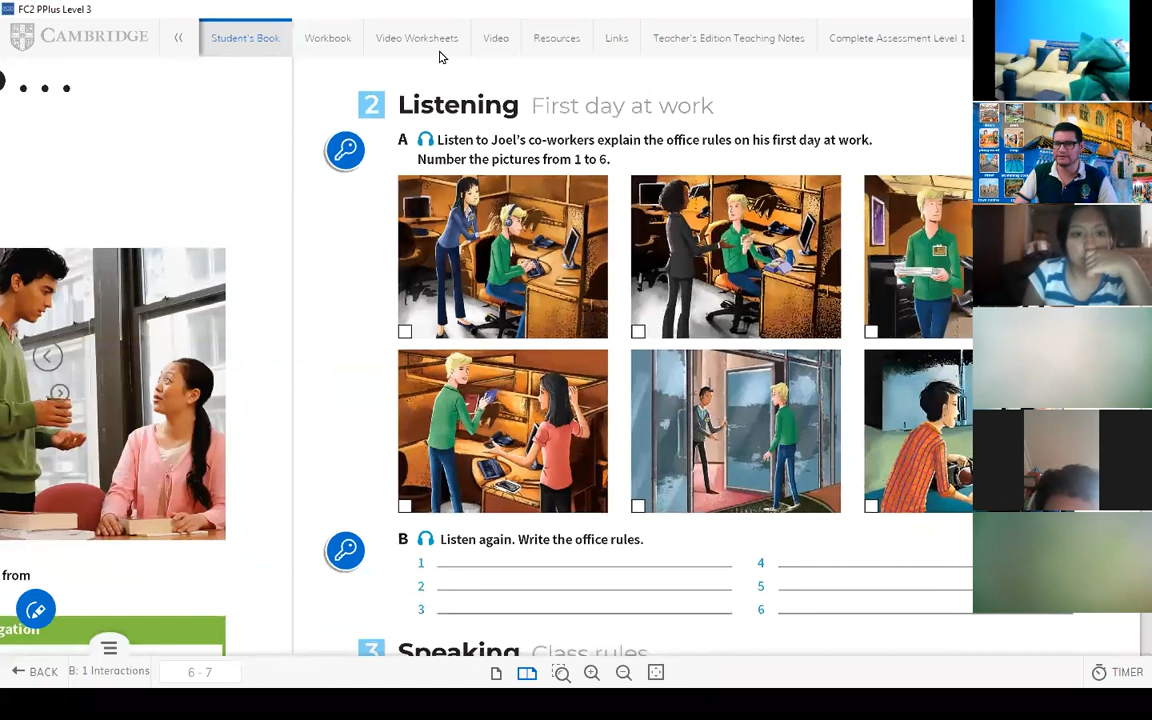 FC2 PPlus Level 3
CAMBRIDGE
«
Student's Book
Workbook
Video Worksheets
Video
Resources
Links
Teacher's Edition Teaching Notes
Complete Assessment Level 1
2 Listening First day at work
A Listen to Joel's co-workers explain the office rules on his first day at work.
Number the pictures from 1 to 6.
B Listen again. Write the office rules.
1 4
2 5
3 6
3 Speaking Class rules
from
gation
BACK
B: 1 Interactions
6 - 7
TIMER